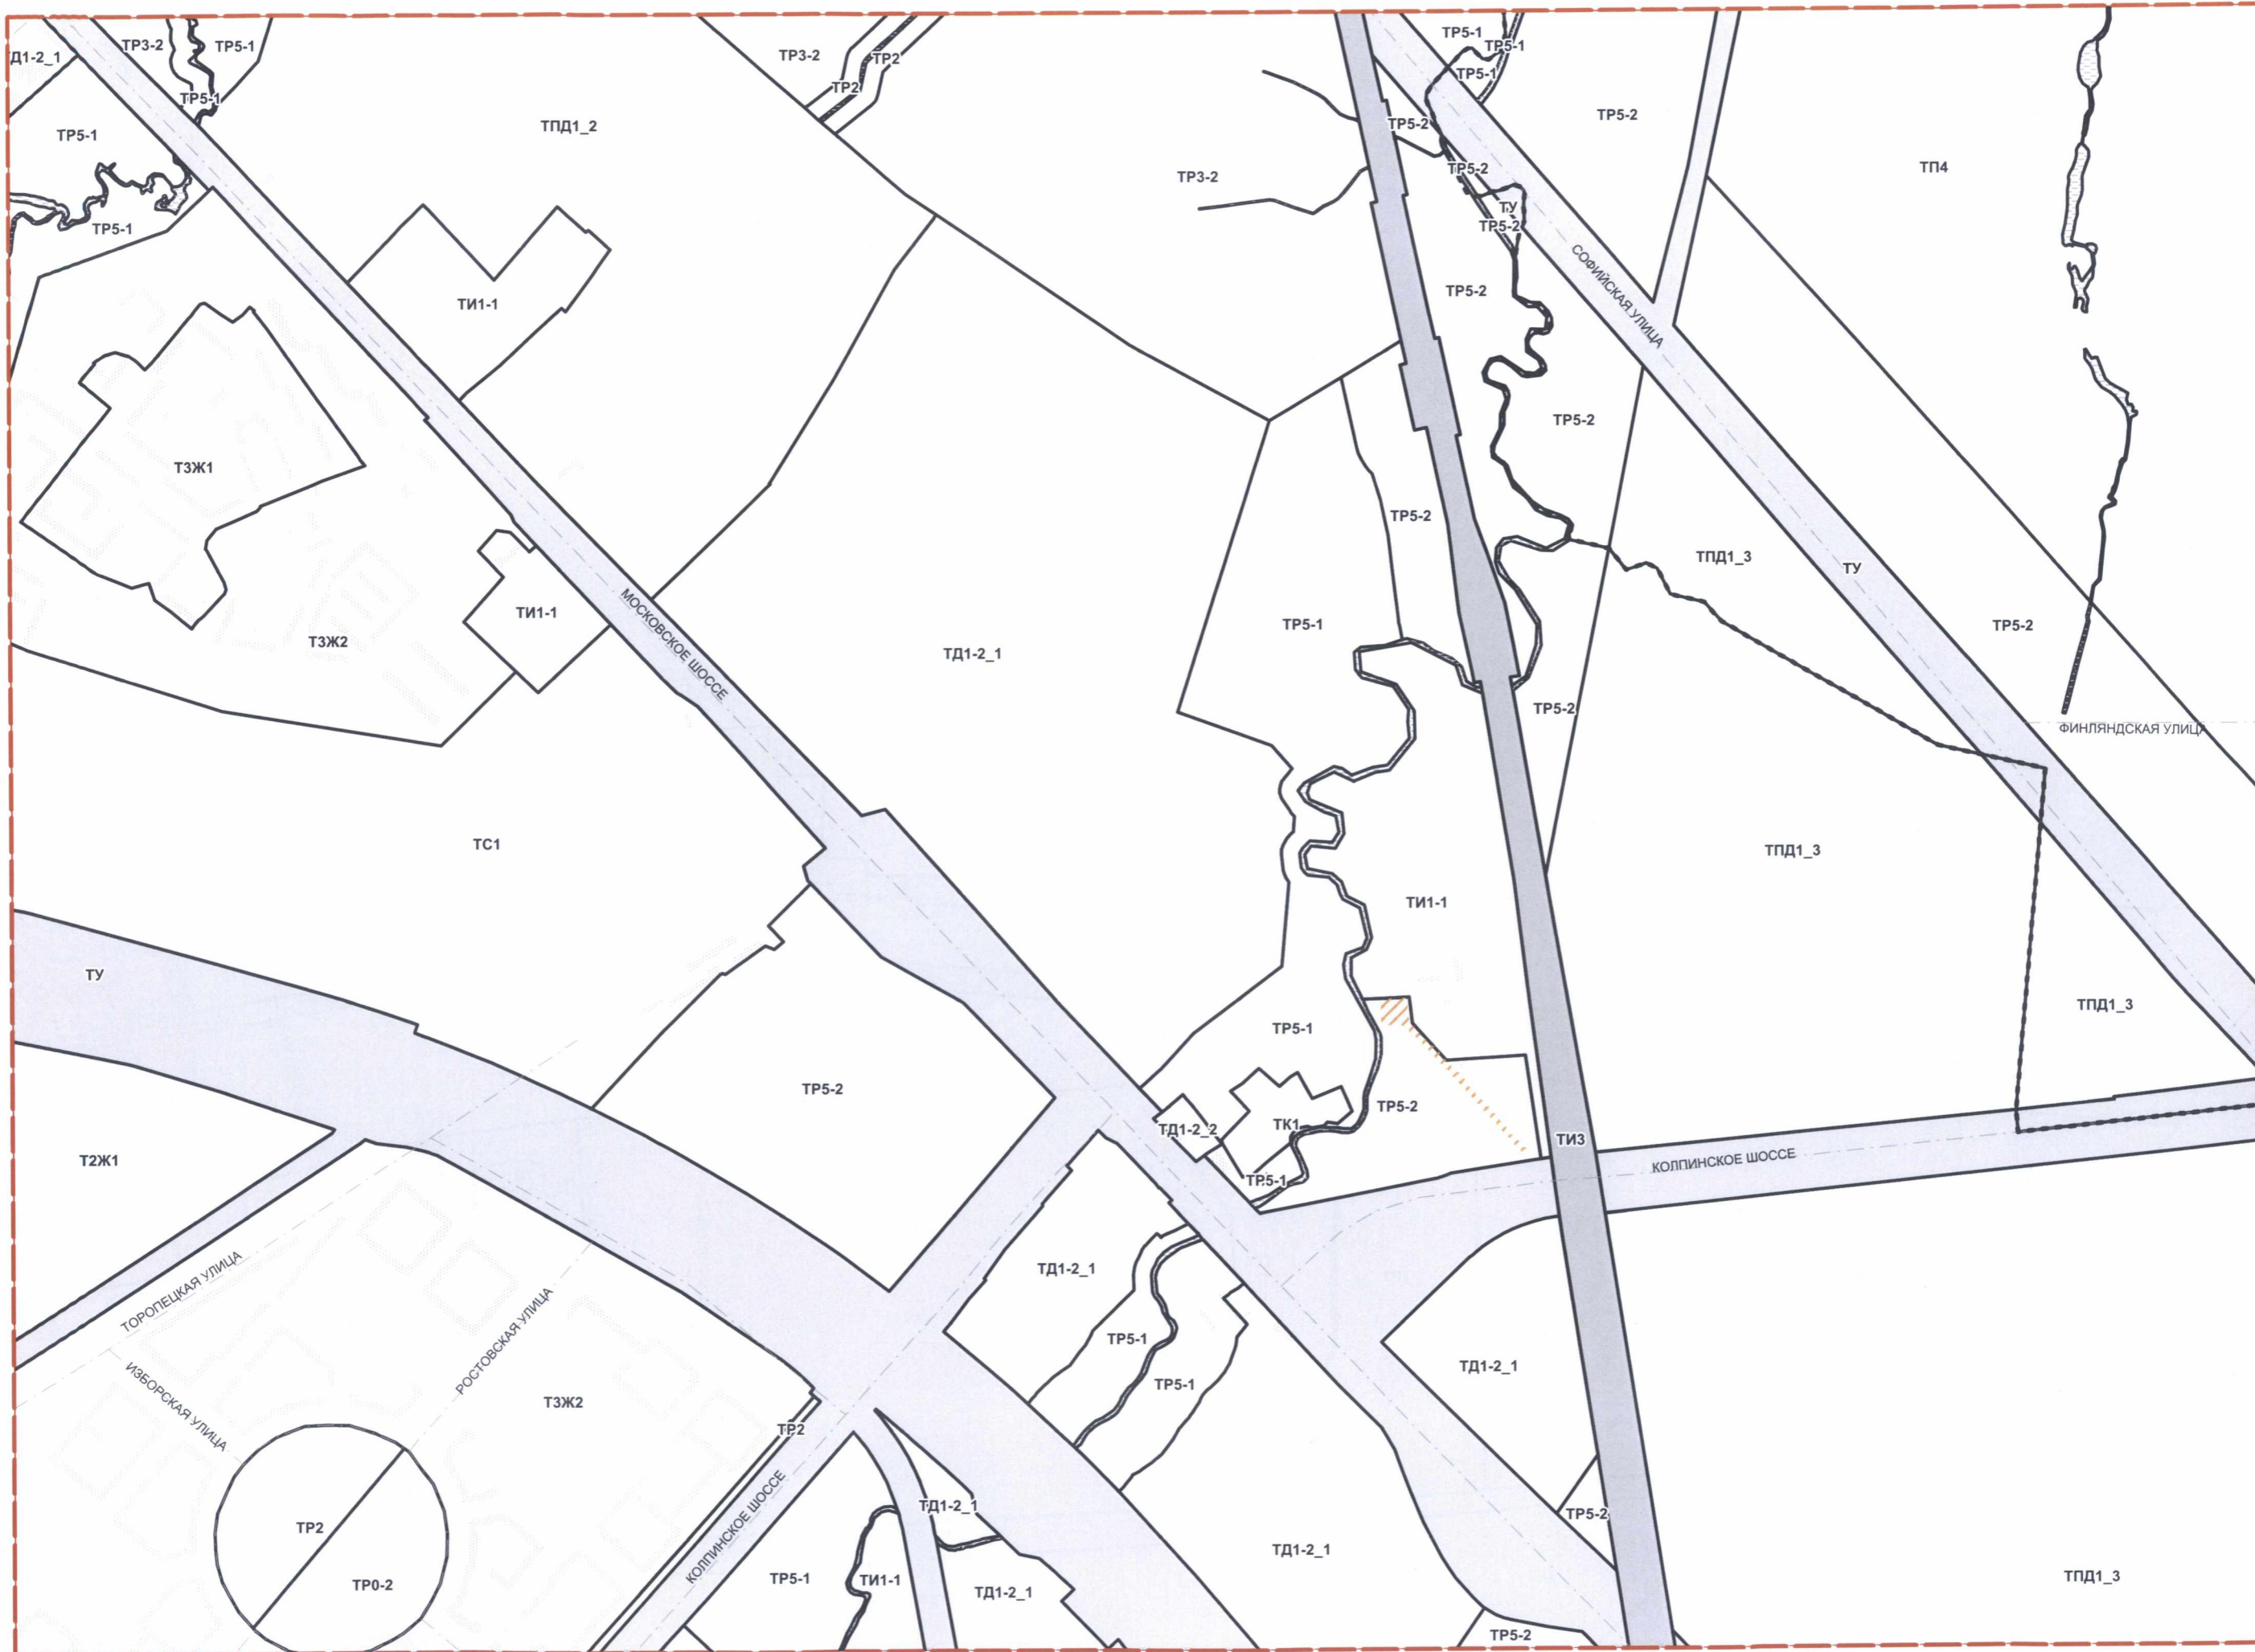 ТД1-2_1
ТР3-2
ТР5-1
ТР5-1
ТР5-1
ТР5-1
ТПД1_2
ТР3-2
ТР2
ТР2
ТР3-2
ТР5-1
ТР5-1
ТР5-1
ТР5-2
ТР5-2
ТР5-2
ТУ
ТР5-2
ТР5-2
ТП4
СОФИЙСКАЯ УЛИЦА
ТИ1-1
ТР5-2
Т3Ж1
ТР5-2
ТПД1_3
ТУ
ТИ1-1
Т3Ж2
МОСКОВСКОЕ ШОССЕ
ТД1-2_1
ТР5-1
ТР5-2
ТР5-2
ФИНЛЯНДСКАЯ УЛИЦА
ТС1
ТПД1_3
ТИ1-1
ТУ
ТПД1_3
ТР5-1
ТР5-2
ТР5-2
ТД1-2_2
ТК1
ТИ3
Т2Ж1
КОЛПИНСКОЕ ШОССЕ
ТР5-1
ТОРОПЕЦКАЯ УЛИЦА
ТД1-2_1
РОСТОВСКАЯ УЛИЦА
ТР5-1
ТД1-2_1
ИЗБОРСКАЯ УЛИЦА
Т3Ж2
ТР5-1
ТР2
КОЛПИНСКОЕ ШОССЕ
ТД1-2_1
ТР5-2
ТР2
ТД1-2_1
ТР0-2
ТР5-1
ТИ1-1
ТД1-2_1
ТПД1_3
ТР5-2